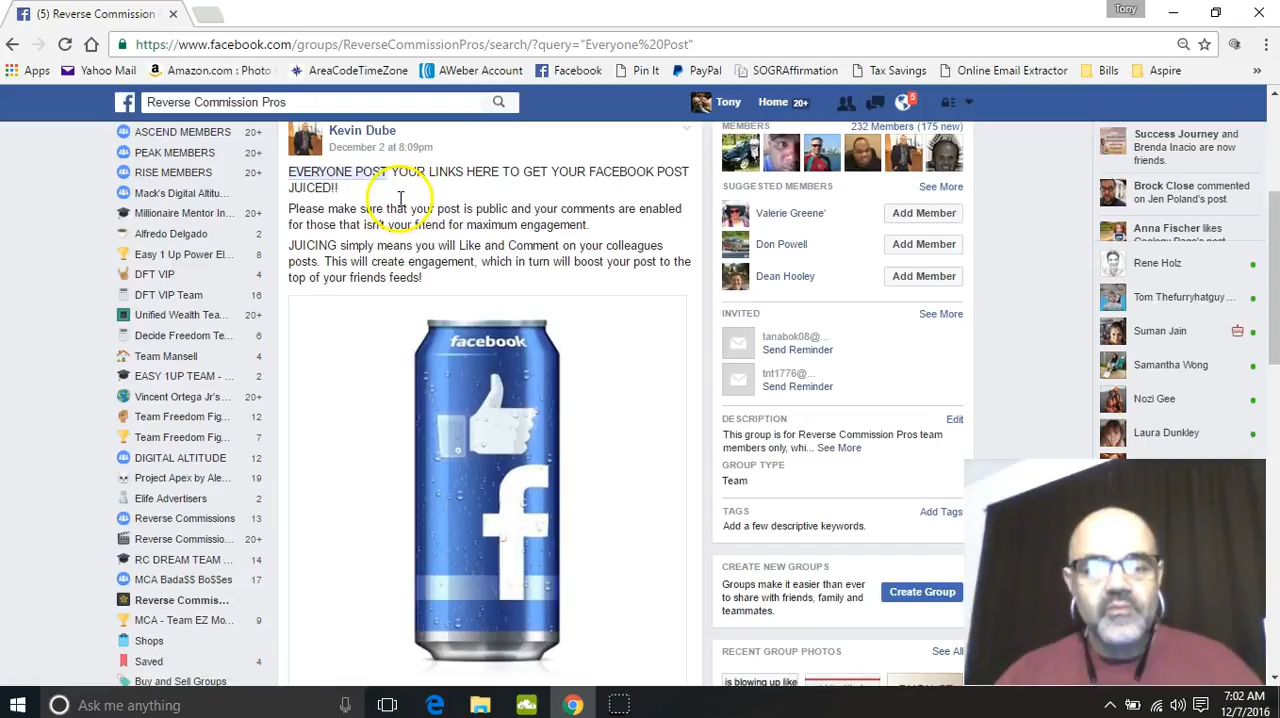 (5) Reverse Commission
Tony
https://www.facebook.com/groups/ReverseCommissionPros/search/?query="Everyone%20Post"
Apps
Yahoo Mail
Amazon.com : Photo
AreaCodeTimeZone
AWeber Account
Facebook
Pin It
PayPal
SOGRAffirmation
Tax Savings
Online Email Extractor
Bills
Aspire
»
Reverse Commission Pros
Tony
Home 20+
5
ASCEND MEMBERS 20+
PEAK MEMBERS 20+
RISE MEMBERS 20+
Mack's Digital Altitu...
Millionaire Mentor In... 20+
Alfredo Delgado 2
Easy 1 Up Power El... 8
DFT VIP 4
DFT VIP Team 16
Unified Wealth Tea... 20+
Decide Freedom Te... 6
Team Mansell 4
EASY 1UP TEAM - ... 2
Vincent Ortega Jr's... 20+
Team Freedom Fig... 12
Team Freedom Fig... 7
DIGITAL ALTITUDE 12
Project Apex by Ale... 19
Elife Advertisers 2
Reverse Commissions 13
Reverse Commissio... 20+
RC DREAM TEAM ... 14
MCA Bada$$ Bo$$es 17
Reverse Commis...
MCA - Team EZ Mo... 9
Shops
Saved 4
Buy and Sell Groups
Kevin Dube
December 2 at 8:09pm
EVERYONE POST YOUR LINKS HERE TO GET YOUR FACEBOOK POST
JUICED!!
Please make sure that your post is public and your comments are enabled
for those that isn't your friend for maximum engagement.
JUICING simply means you will Like and Comment on your colleagues
posts. This will create engagement, which in turn will boost your post to the
top of your friends feeds!
facebook
f
MEMBERS
232 Members (175 new)
SUGGESTED MEMBERS
See More
Valerie Greene'
Add Member
Don Powell
Add Member
Dean Hooley
Add Member
INVITED
See More
tanabok08@...
Send Reminder
tnt1776@...
Send Reminder
DESCRIPTION
Edit
This group is for Reverse Commission Pros team
members only, whi... See More
GROUP TYPE
Team
TAGS
Add Tags
Add a few descriptive keywords.
CREATE NEW GROUPS
Groups make it easier than ever
to share with friends, family and
teammates.
Create Group
RECENT GROUP PHOTOS
See All
is blowing up like
Success Journey and
Brenda Inacio are now
friends.
Brock Close commented
on Jen Poland's post.
Rene Holz
Tom Thefurryhatguy...
Suman Jain
Samantha Wong
Nozi Gee
Laura Dunkley
Ask me anything
7:02 AM
12/7/2016